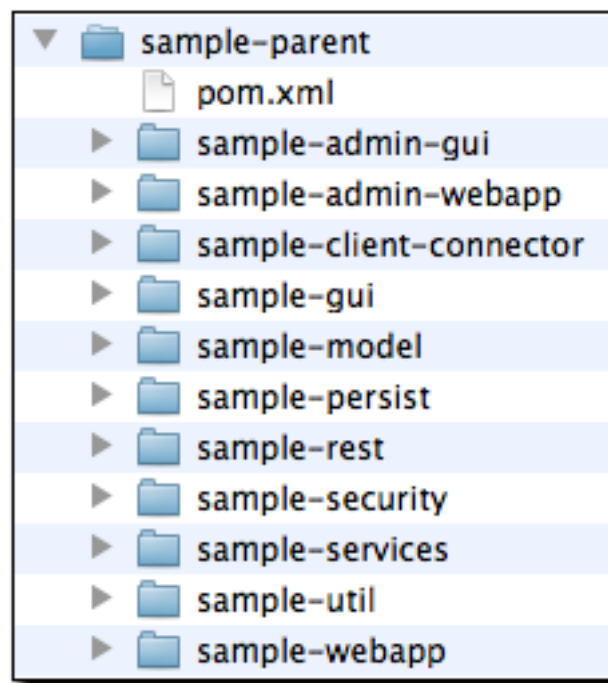 sample-parent
pom.xml
sample-admin-gui
sample-admin-webapp
sample-client-connector
sample-gui
sample-model
sample-persist
sample-rest
sample-security
sample-services
sample-util
sample-webapp